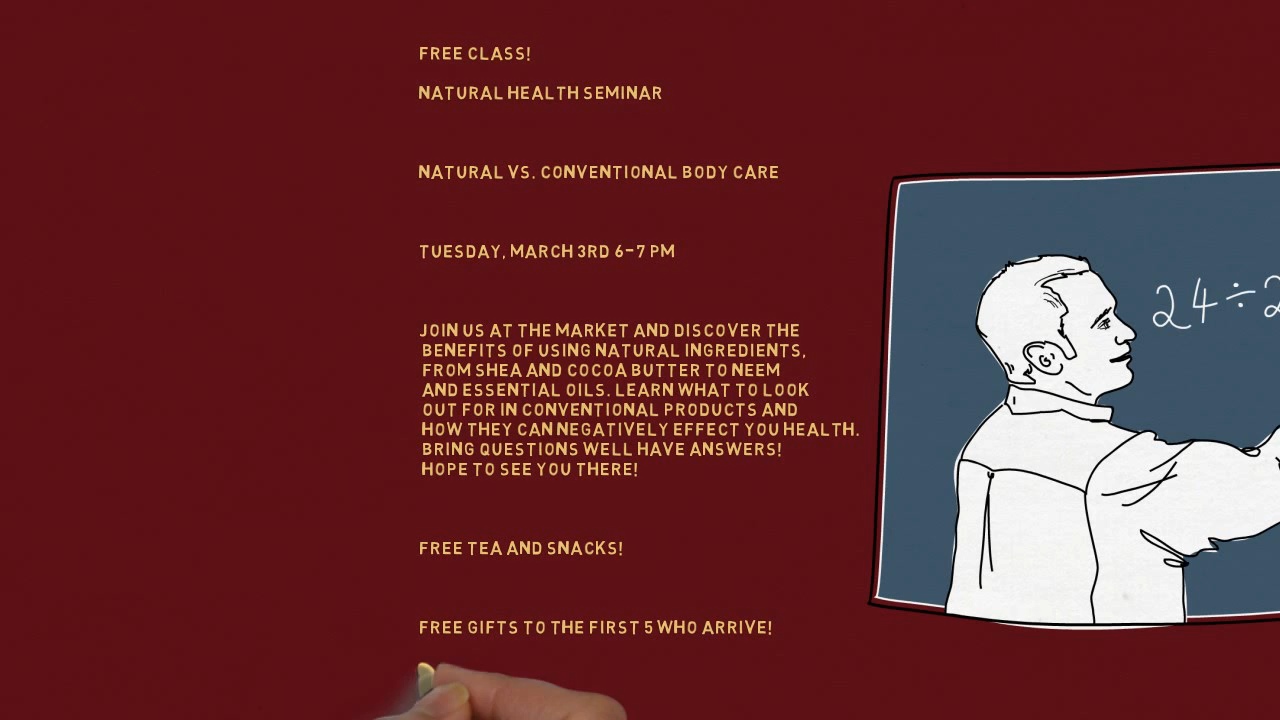 FREE CLASS!
NATURAL HEALTH SEMINAR
NATURAL VS. CONVENTIONAL BODY CARE
TUESDAY, MARCH 3RD 6-7 PM
JOIN US AT THE MARKET AND DISCOVER THE
BENEFITS OF USING NATURAL INGREDIENTS,
FROM SHEA AND COCOA BUTTER TO NEEM
AND ESSENTIAL OILS. LEARN WHAT TO LOOK
OUT FOR IN CONVENTIONAL PRODUCTS AND
HOW THEY CAN NEGATIVELY EFFECT YOU HEALTH.
BRING QUESTIONS WELL HAVE ANSWERS!
HOPE TO SEE YOU THERE!
FREE TEA AND SNACKS!
FREE GIFTS TO THE FIRST 5 WHO ARRIVE!
24÷2